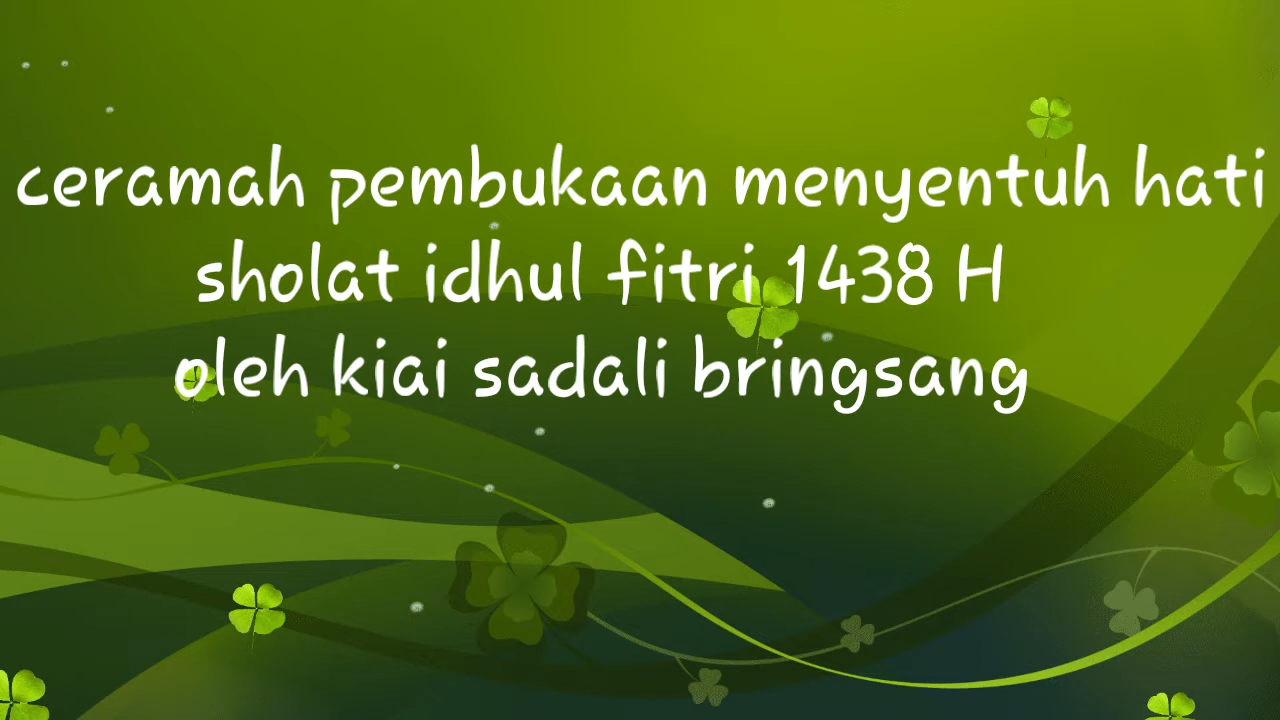 ceramah pembukaan menyentuh hati
sholat idhul fitri 1438 H
oleh kiai sadali bringsang